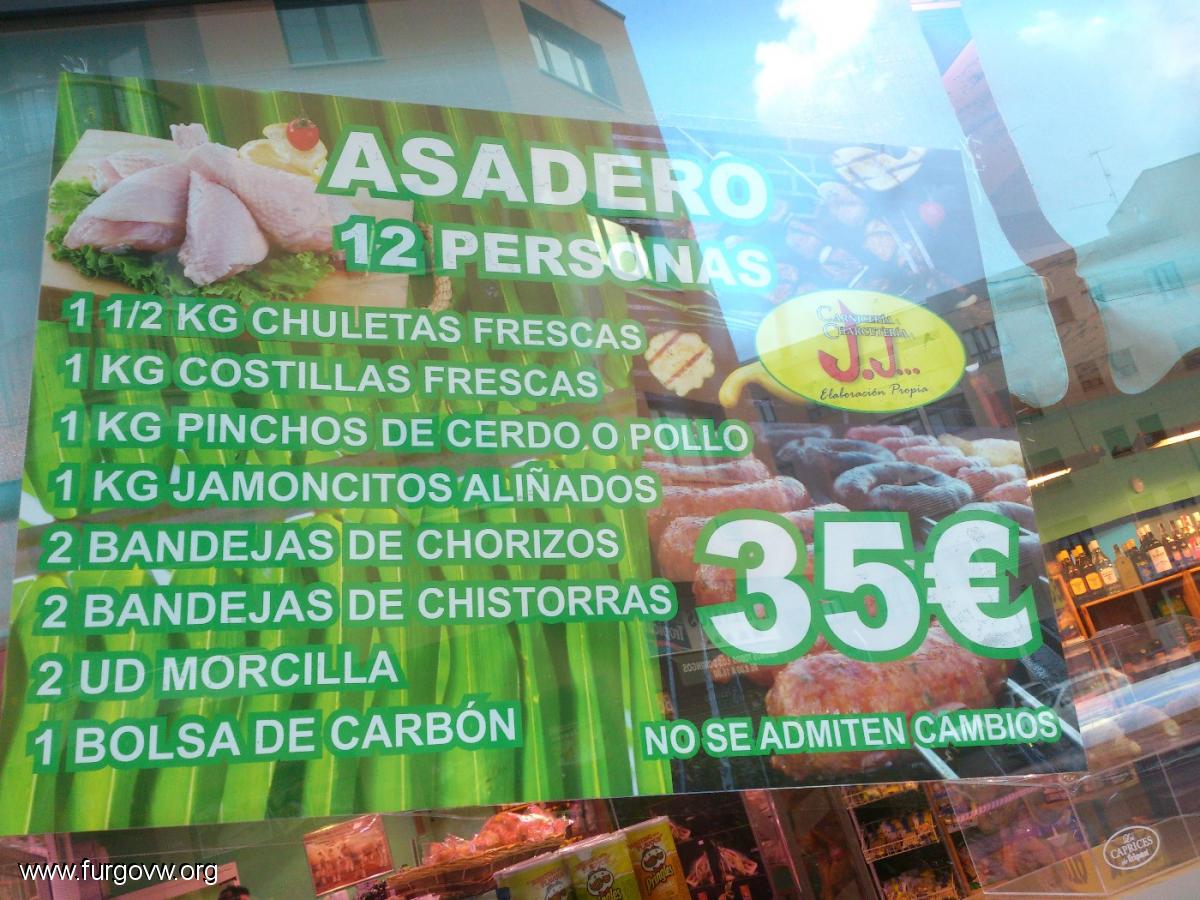 ASADERO
12 PERSONAS
1 1/2 KG CHULETAS FRESCAS
1 KG COSTILLAS FRESCAS
1 KG PINCHOS DE CERDO O POLLO
1 KG JAMONCITOS ALIÑADOS
2 BANDEJAS DE CHORIZOS
2 BANDEJAS DE CHISTORRAS
2 UD MORCILLA
1 BOLSA DE CARBÓN
CARNICERÍA
CHARCUTERÍA
J.J...
Elaboración Propia
35€
NO SE ADMITEN CAMBIOS
Pringles
CAPRICES
www.furgovw.org